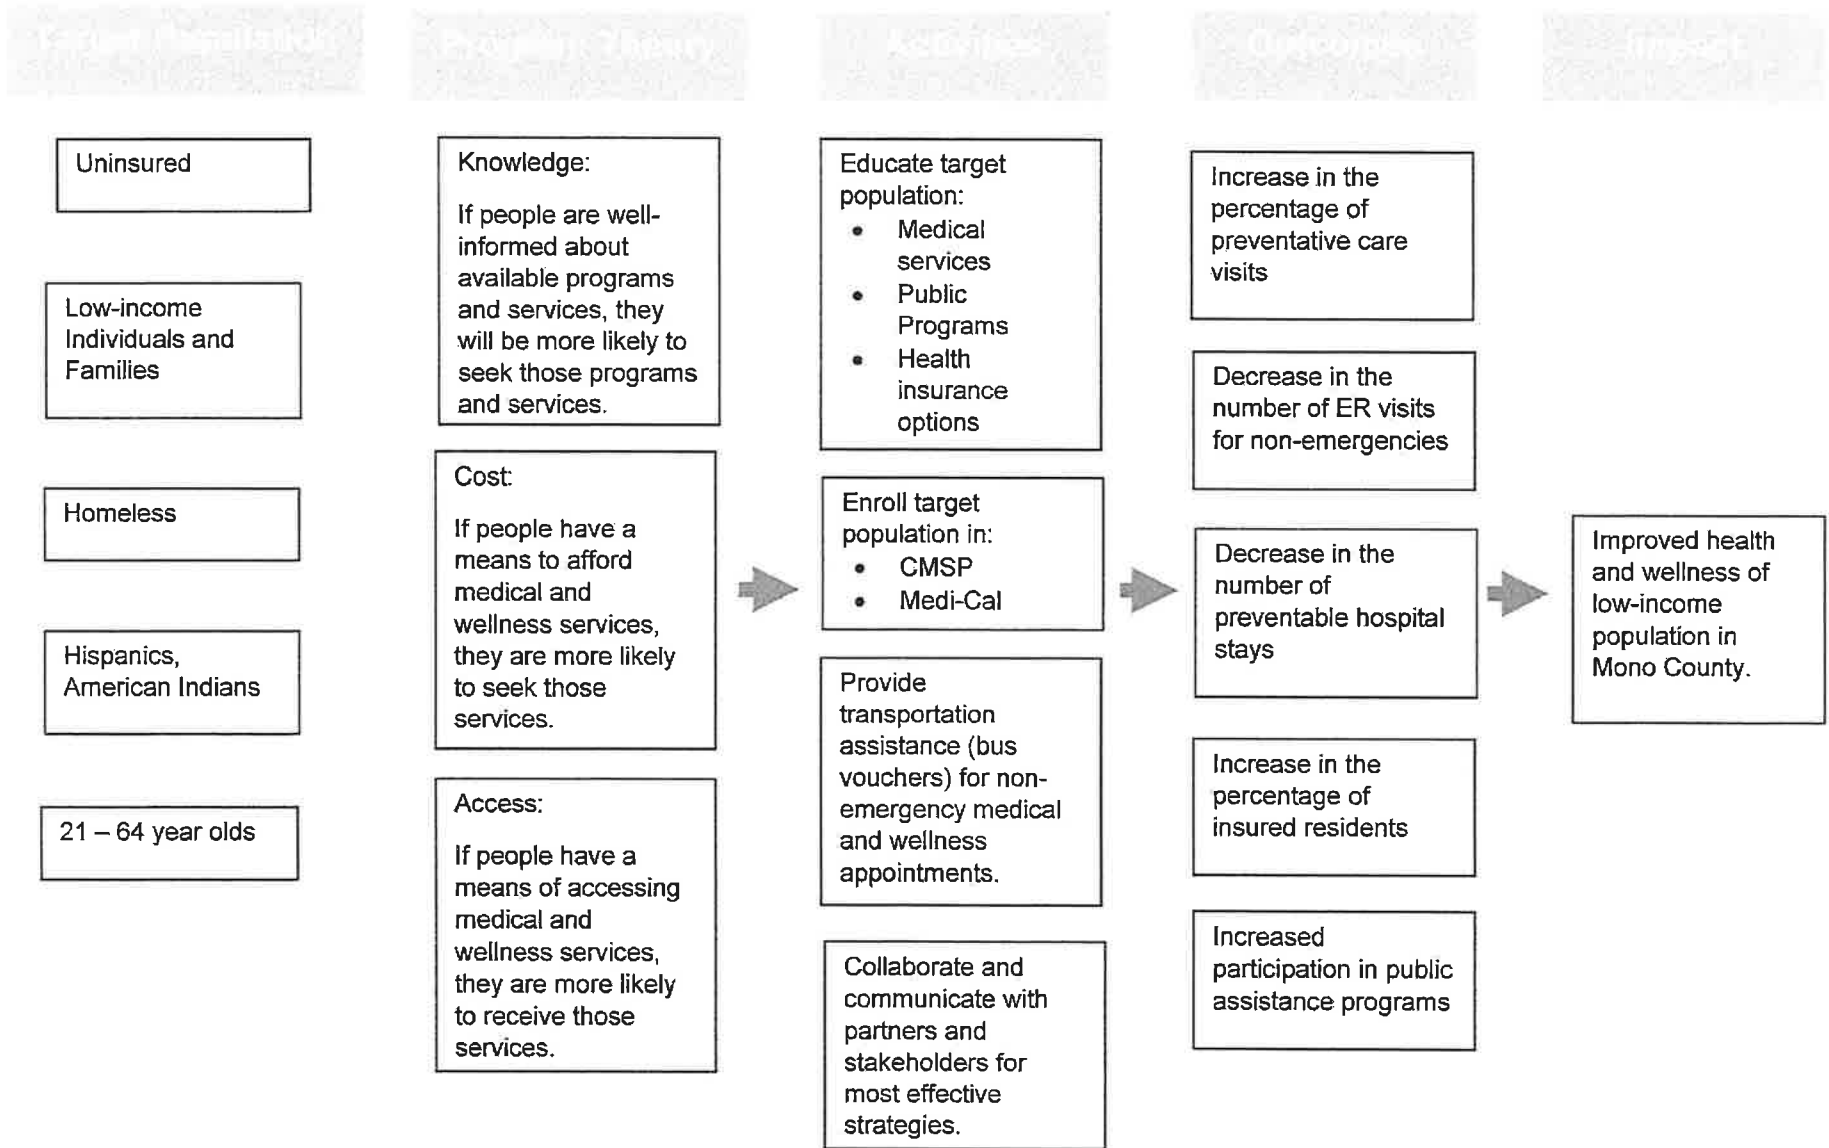 Target Population
Program Theory
Activities
Outcomes
Impact
Uninsured
Low-income
Individuals and
Families
Homeless
Hispanics,
American Indians
21 – 64 year olds
Knowledge:
If people are well-
informed about
available programs
and services, they
will be more likely to
seek those programs
and services.
Cost:
If people have a
means to afford
medical and
wellness services,
they are more likely
to seek those
services.
Access:
If people have a
means of accessing
medical and
wellness services,
they are more likely
to receive those
services.
Educate target
population:
• Medical
services
• Public
Programs
• Health
insurance
options
Enroll target
population in:
• CMSP
• Medi-Cal
Provide
transportation
assistance (bus
vouchers) for non-
emergency medical
and wellness
appointments.
Collaborate and
communicate with
partners and
stakeholders for
most effective
strategies.
Increase in the
percentage of
preventative care
visits
Decrease in the
number of ER visits
for non-emergencies
Decrease in the
number of
preventable hospital
stays
Increase in the
percentage of
insured residents
Increased
participation in public
assistance programs
Improved health
and wellness of
low-income
population in
Mono County.